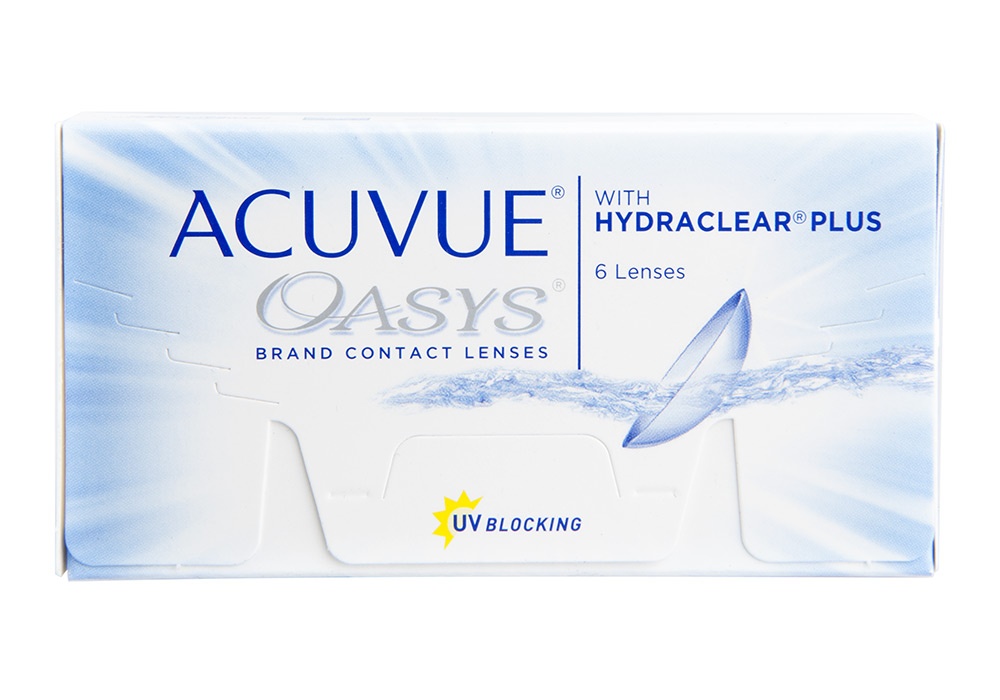 ACUVUE®
OASYS®
BRAND CONTACT LENSES
WITH
HYDRACLEAR® PLUS
6 Lenses
UV BLOCKING